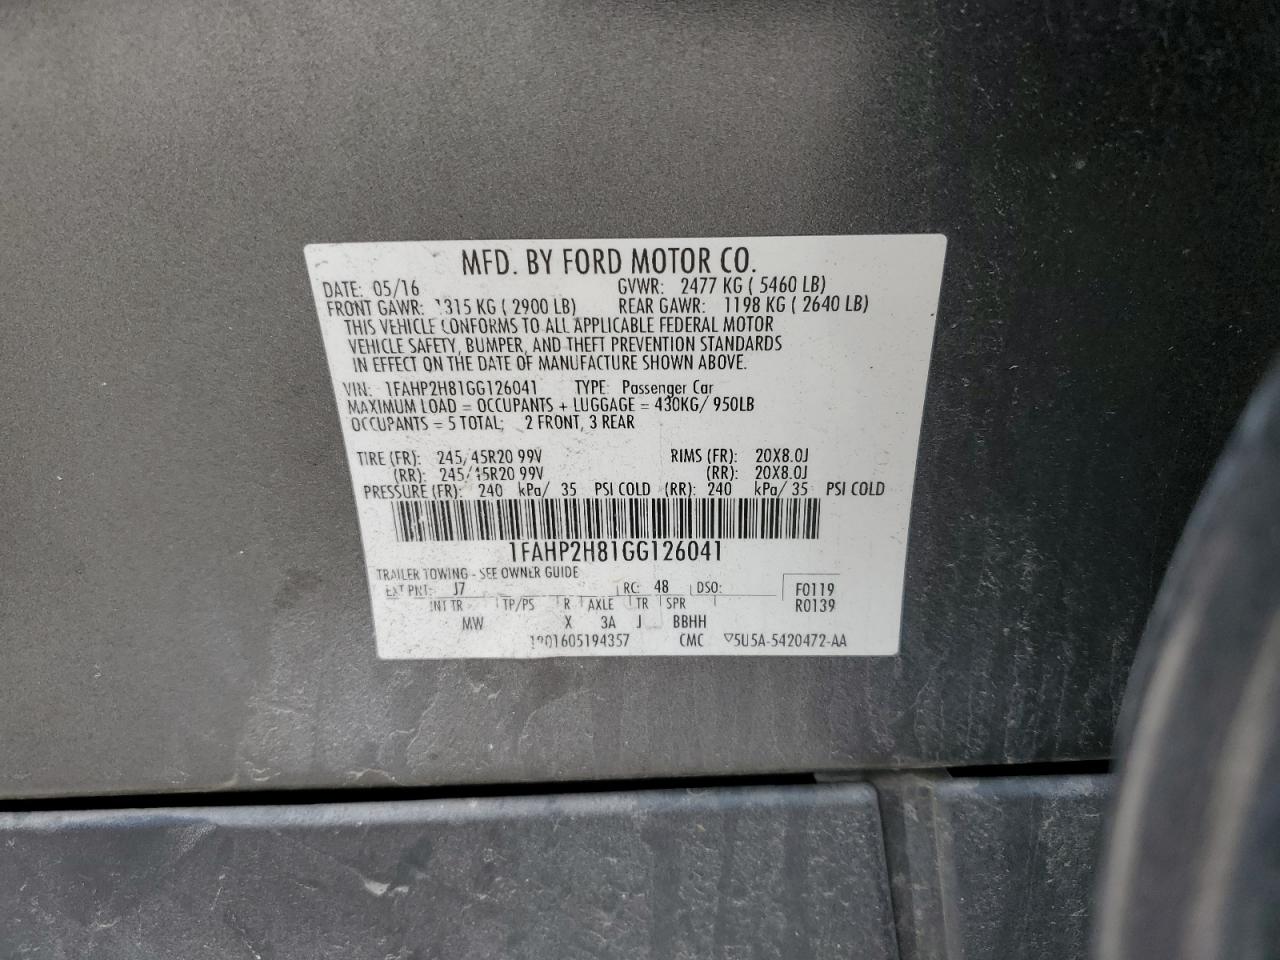 MFD. BY FORD MOTOR CO.
DATE: 05/16 GVWR: 2477 KG ( 5460 LB)
FRONT GAWR: 1315 KG ( 2900 LB) REAR GAWR: 1198 KG ( 2640 LB)
THIS VEHICLE CONFORMS TO ALL APPLICABLE FEDERAL MOTOR
VEHICLE SAFETY, BUMPER, AND THEFT PREVENTION STANDARDS
IN EFFECT ON THE DATE OF MANUFACTURE SHOWN ABOVE.
VIN: 1FAHP2H81GG126041 TYPE: Passenger Car
MAXIMUM LOAD = OCCUPANTS + LUGGAGE = 430KG/ 950LB
OCCUPANTS = 5 TOTAL; 2 FRONT, 3 REAR
TIRE (FR): 245/45R20 99V RIMS (FR): 20X8.0J
(RR): 245/45R20 99V (RR): 20X8.0J
PRESSURE (FR): 240 kPa/ 35 PSI COLD (RR): 240 kPa/ 35 PSI COLD
1FAHP2H81GG126041
TRAILER TOWING - SEE OWNER GUIDE
EXT PNT: J7 RC: 48 DSO: F0119
INT TR TP/PS R AXLE TR SPR R0139
MW X 3A J BBHH
CMC ▽5U5A-5420472-AA